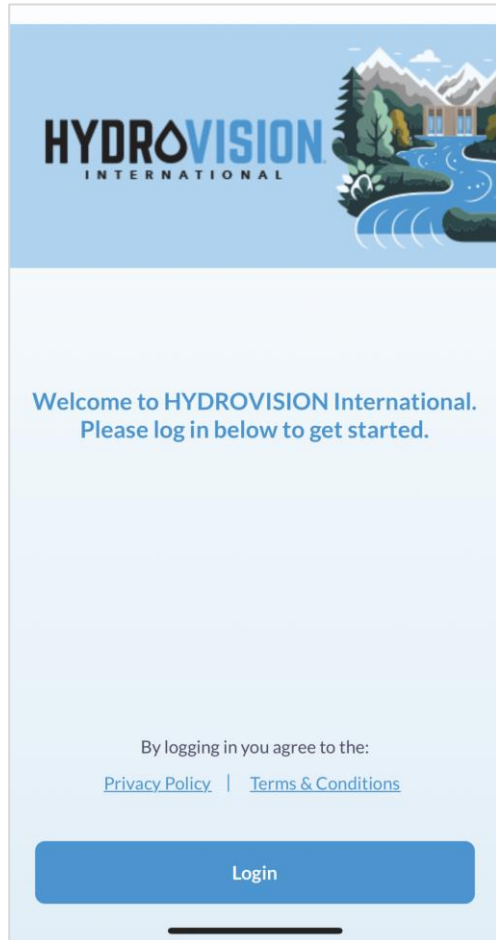 HYDROVISION
INTERNATIONAL
Welcome to HYDROVISION International.
Please log in below to get started.
By logging in you agree to the:
Privacy Policy | Terms & Conditions
Login